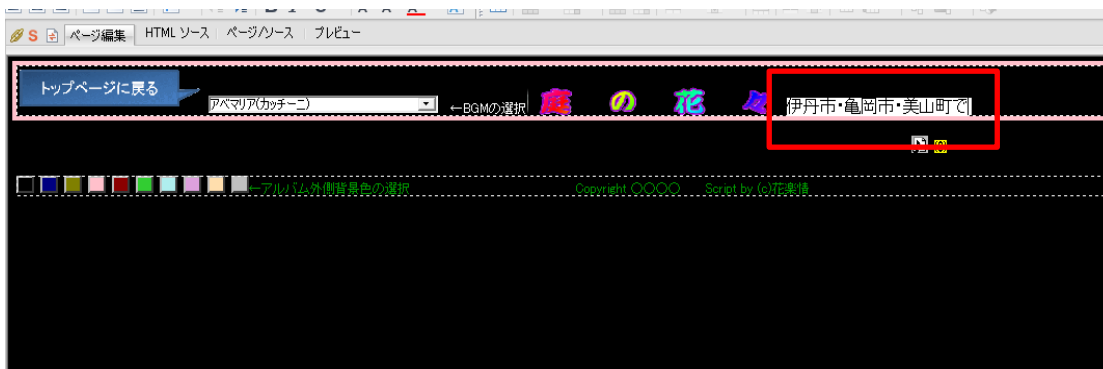 S ページ編集 HTML ソース ページ/ソース プレビュー
トップページに戻る
アベマリア(カッチーニ) ←BGMの選択 庭 の 花 々 伊丹市・亀岡市・美山町で
←アルバム外側背景色の選択 Copyright 〇〇〇〇 Script by (c)花楽情